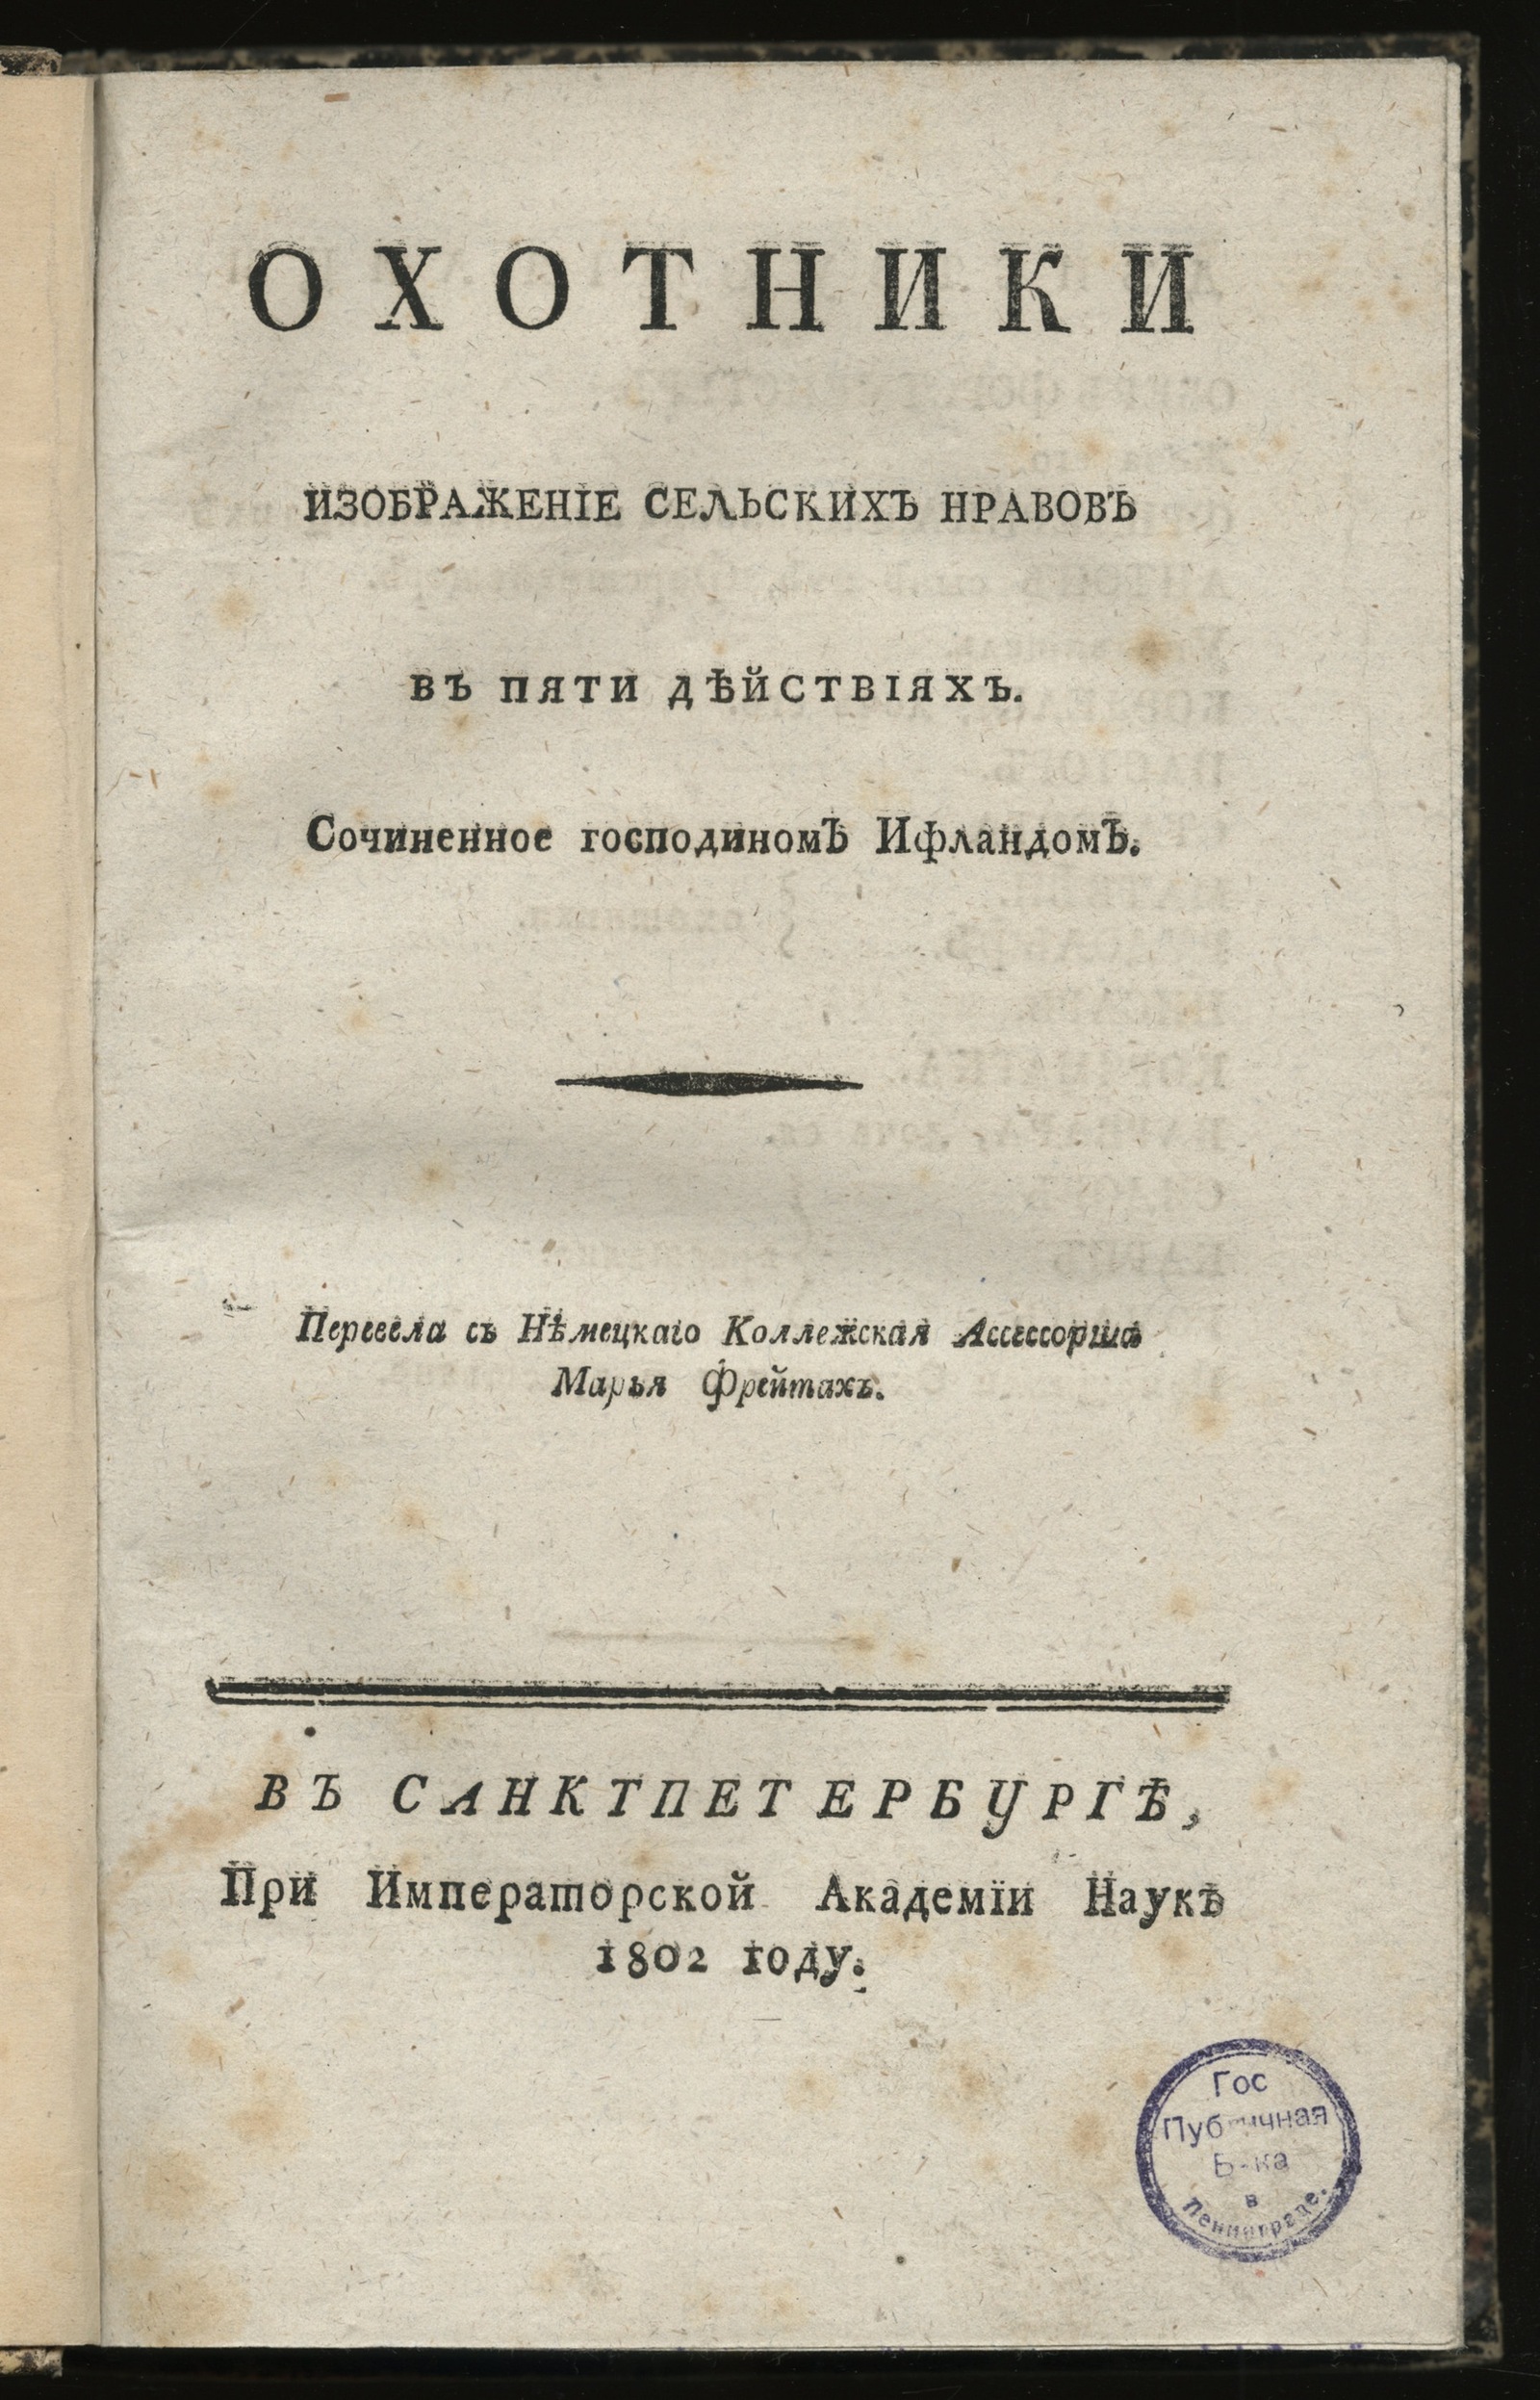 ОХОТНИКИ
ИЗОБРАЖЕНІЕ СЕЛЬСКИХЪ НРАВОВЪ
ВЪ ПЯТИ ДѢЙСТВІЯХЪ.
Сочиненное господиномЪ ИфландомЪ.
Перевела съ Нѣмецкаго Коллежская Ассессорша
Марья Фрейтахъ.
ВЪ САНКТПЕТЕРБУРГѢ,
При Императорской Академїи Наукъ
1802 году.
Гос
Публичная
Б-ка
в
Ленинграде.